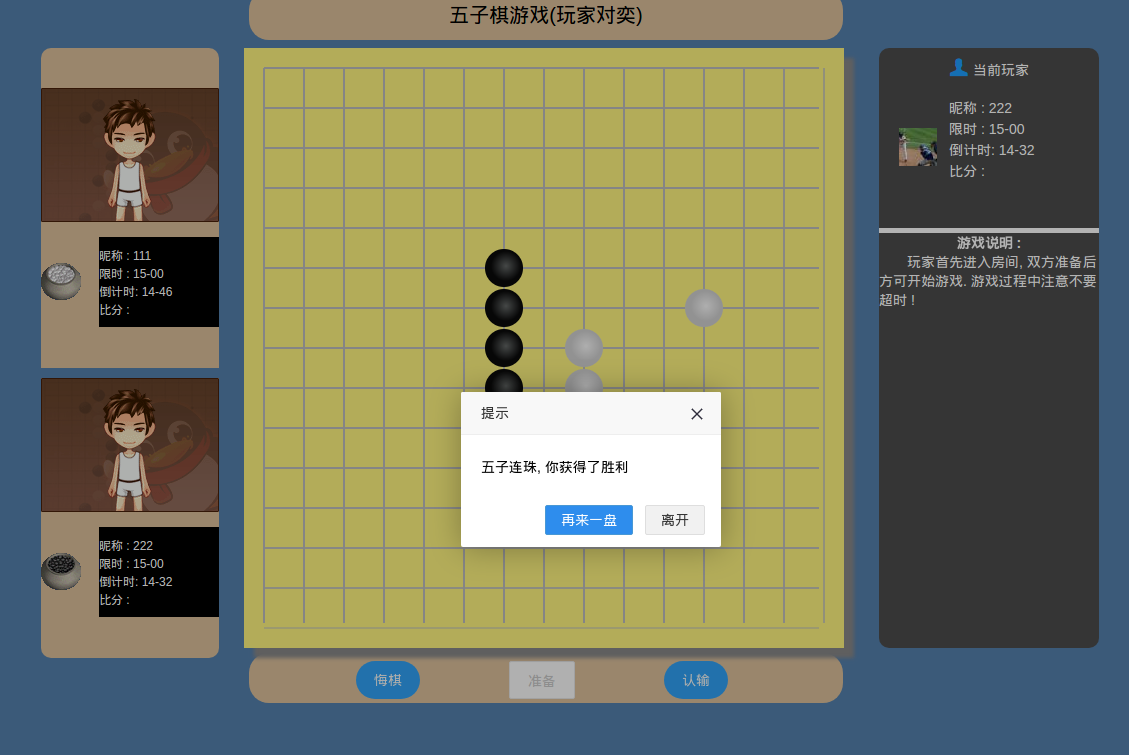 五子棋游戏(玩家对奕)
昵称 : 111
限时 : 15-00
倒计时: 14-46
比分 :
昵称 : 222
限时 : 15-00
倒计时: 14-32
比分 :
提示
五子连珠, 你获得了胜利
再来一盘
离开
悔棋
准备
认输
当前玩家
昵称 : 222
限时 : 15-00
倒计时: 14-32
比分 :
游戏说明 :
玩家首先进入房间, 双方准备后
方可开始游戏. 游戏过程中注意不要
超时 !